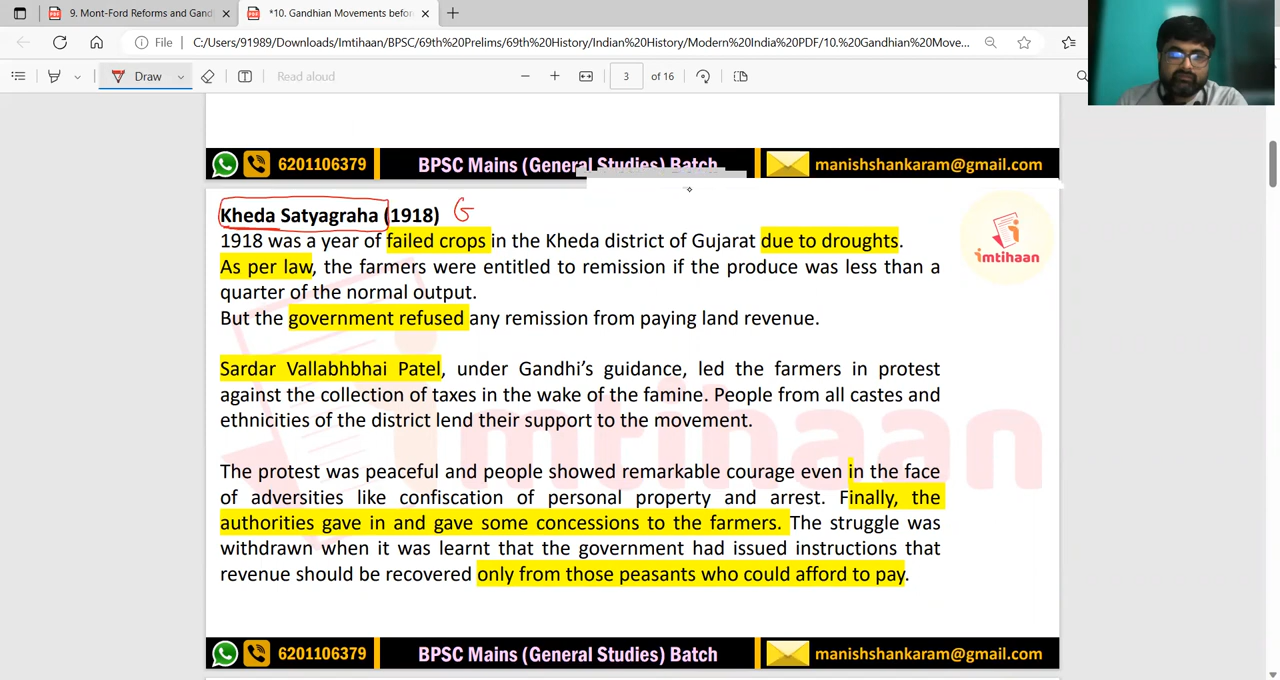 9. Mont-Ford Reforms and Gand
*10. Gandhian Movements befor
File
C:/Users/91989/Downloads/Imtihaan/BPSC/69th%20Prelims/69th%20History/Indian%20History/Modern%20India%20PDF/10.%20Gandhian%20Move...
Draw
Read aloud
3 of 16
6201106379 BPSC Mains (General Studies) Batch manishshankaram@gmail.com
Kheda Satyagraha (1918) G
1918 was a year of failed crops in the Kheda district of Gujarat due to droughts.
As per law, the farmers were entitled to remission if the produce was less than a
quarter of the normal output.
But the government refused any remission from paying land revenue.
imtihaan
Sardar Vallabhbhai Patel, under Gandhi's guidance, led the farmers in protest
against the collection of taxes in the wake of the famine. People from all castes and
ethnicities of the district lend their support to the movement.
imtihaan
The protest was peaceful and people showed remarkable courage even in the face
of adversities like confiscation of personal property and arrest. Finally, the
authorities gave in and gave some concessions to the farmers. The struggle was
withdrawn when it was learnt that the government had issued instructions that
revenue should be recovered only from those peasants who could afford to pay.
6201106379 BPSC Mains (General Studies) Batch manishshankaram@gmail.com